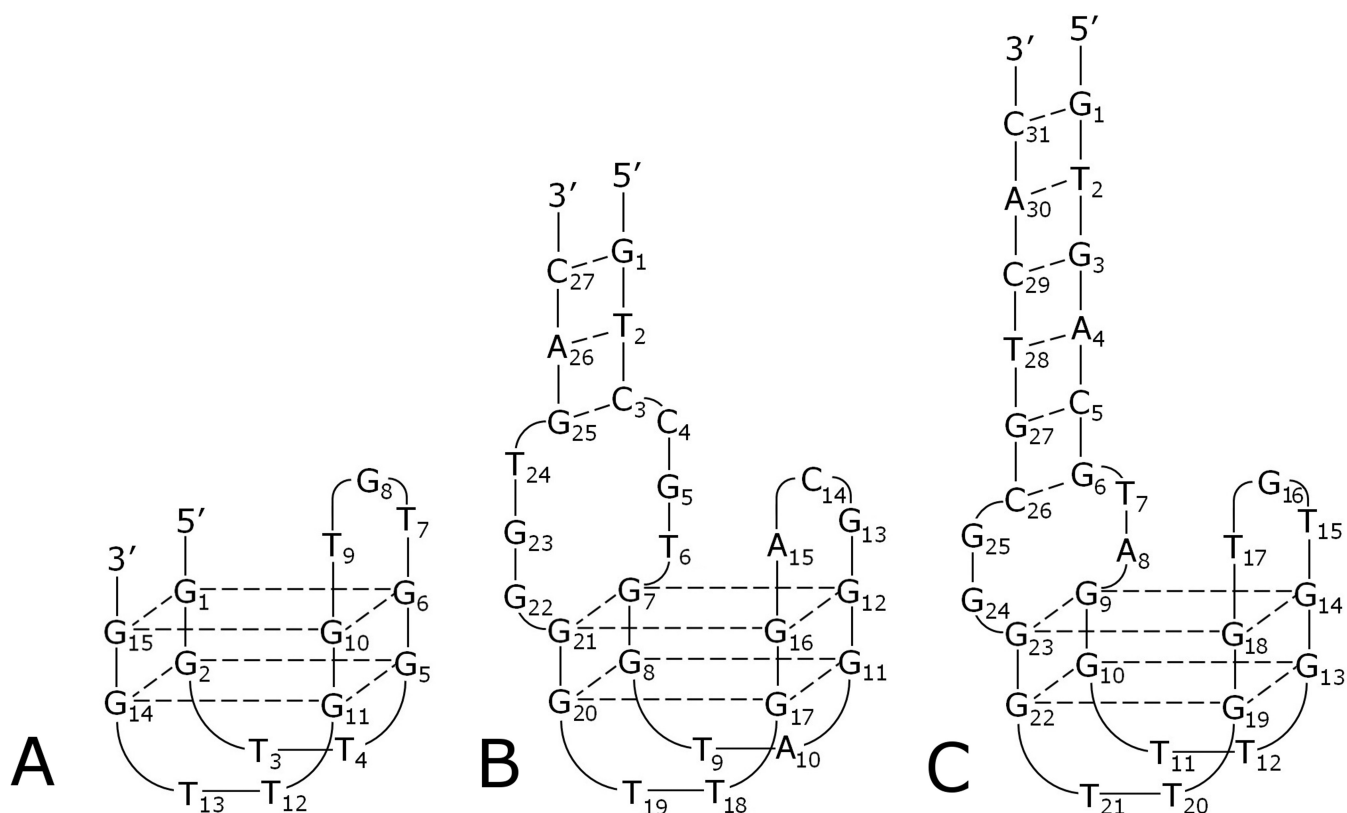 5′
3′
G1
G15
G2
G14
T3
T4
G5
G6
T7
G8
T9
G10
G11
T12
T13
A
5′
3′
G1
C27
T2
A26
C3
G25
C4
T24
G5
G23
T6
G22
G7
G21
G8
G20
T9
A10
G11
G12
G13
C14
A15
G16
G17
T18
T19
B
5′
3′
G1
C31
T2
A30
G3
C29
A4
T28
C5
G27
G6
C26
T7
G25
A8
G24
G9
G23
G10
G22
T11
T12
G13
G14
T15
G16
T17
G18
G19
T20
T21
C